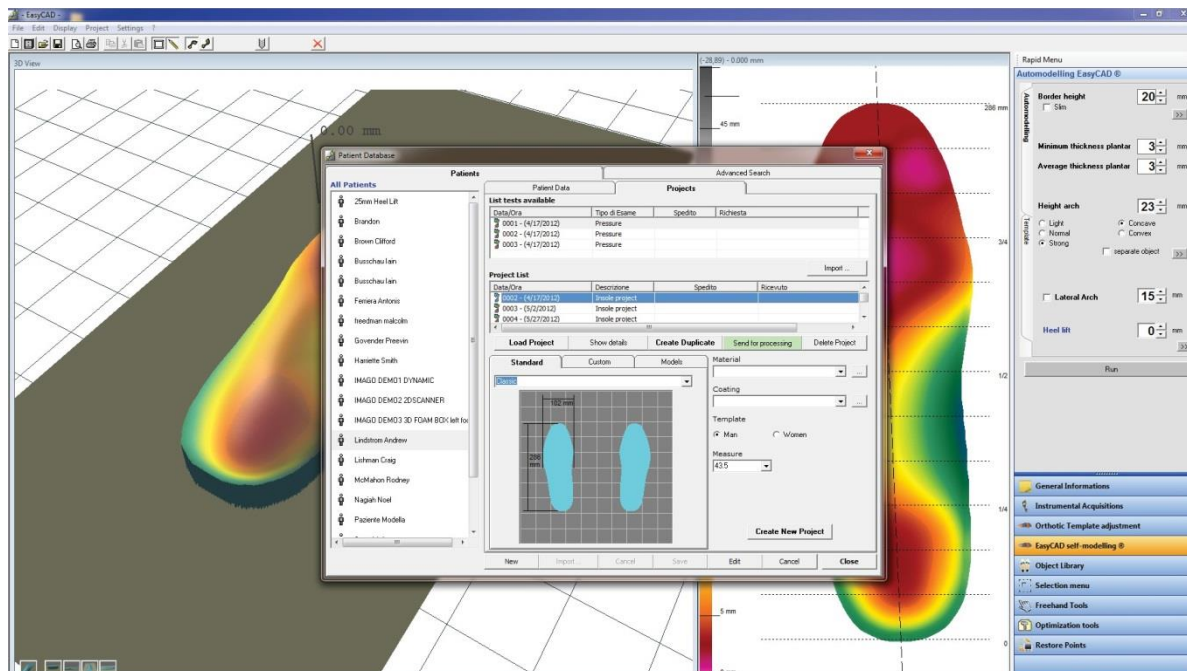 - EasyCAD -
File Edit Display Project Settings ?
3D View
0.00 mm
(-28,89) - 0.000 mm
45 mm
5 mm
286 mm
3/4
1/2
1/4
0
Patient Database
Patients
Advanced Search
All Patients
25mm Heel Lift
Brandon
Brown Clifford
Busschau Iain
Busschau Iain
Ferreira Antonis
freedman malcolm
Govender Preevin
Harriette Smith
IMAGO DEMO1 DYNAMIC
IMAGO DEMO2 2DSCANNER
IMAGO DEMO3 3D FOAM BOX left fo
Lindstrom Andrew
Lishman Craig
McMahon Rodney
Nagiah Noel
Paziente Modella
Patient Data
Projects
List tests available
Data/Ora Tipo di Esame Spedito Richiesta
0001 - (4/17/2012) Pressure
0002 - (4/17/2012) Pressure
0003 - (4/17/2012) Pressure
Import ...
Project List
Data/Ora Descrizione Spedito Ricevuto
0002 - (4/17/2012) Insole project
0003 - (5/2/2012) Insole project
0004 - (5/27/2012) Insole project
Load Project Show details Create Duplicate Send for processing Delete Project
Standard Custom Models
Classic
102 mm
286 mm
Material
...
Coating
...
Template
Man Women
Measure
43.5
Create New Project
New Import... Cancel Save Edit Cancel Close
Rapid Menu
Automodelling EasyCAD ®
Automodelling
Template
Border height 20 mm
Slim
>>
Minimum thickness plantar 3 mm
Average thickness plantar 3 mm
Height arch 23 mm
Light Concave
Normal Convex
Strong
separate object >>
Lateral Arch 15 mm
Heel lift 0 mm
>>
Run
General Informations
Instrumental Acquisitions
Orthotic Template adjustment
EasyCAD self-modelling ®
Object Library
Selection menu
Freehand Tools
Optimization tools
Restore Points